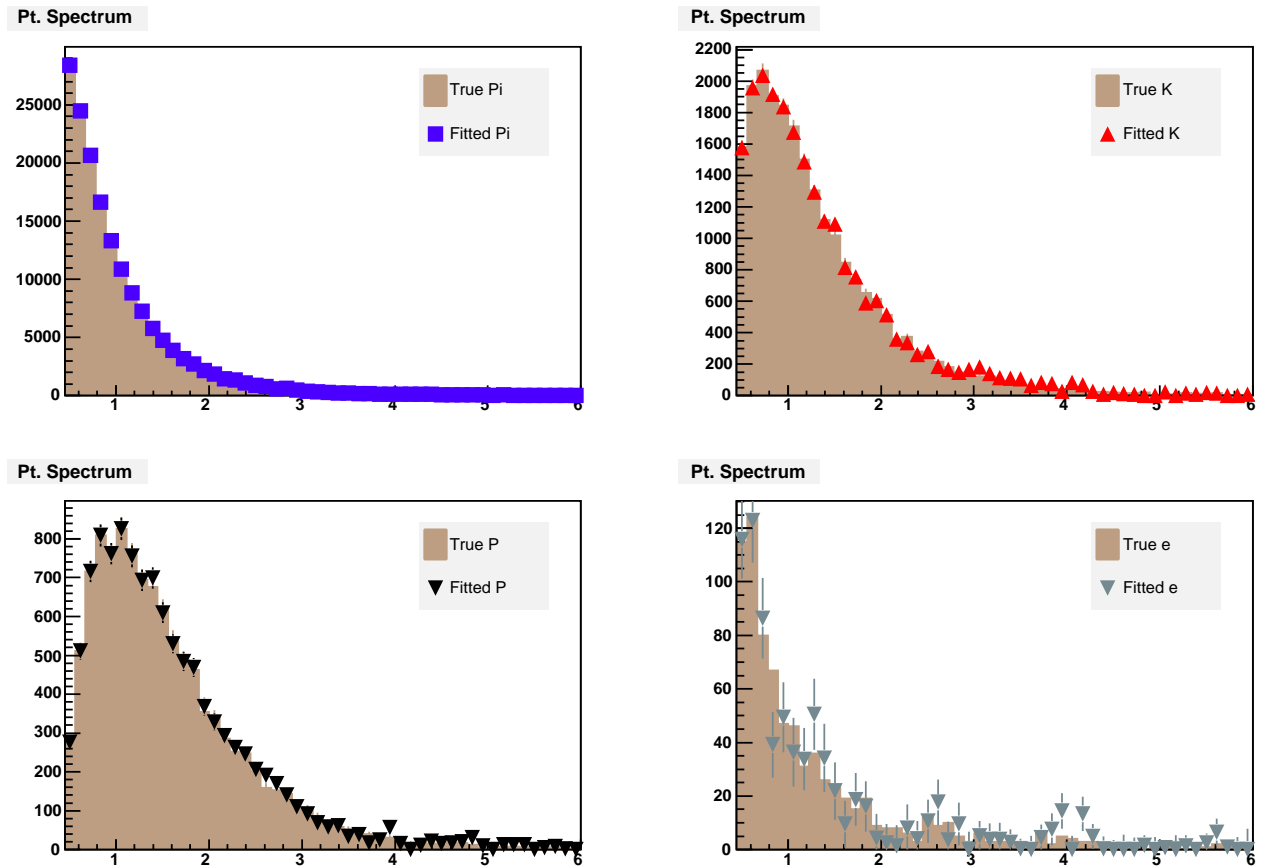 Pt. Spectrum
25000
20000
15000
10000
5000
0
1 2 3 4 5 6
True Pi
Fitted Pi
Pt. Spectrum
2200
2000
1800
1600
1400
1200
1000
800
600
400
200
0
1 2 3 4 5 6
True K
Fitted K
Pt. Spectrum
800
700
600
500
400
300
200
100
0
1 2 3 4 5 6
True P
Fitted P
Pt. Spectrum
120
100
80
60
40
20
0
1 2 3 4 5 6
True e
Fitted e